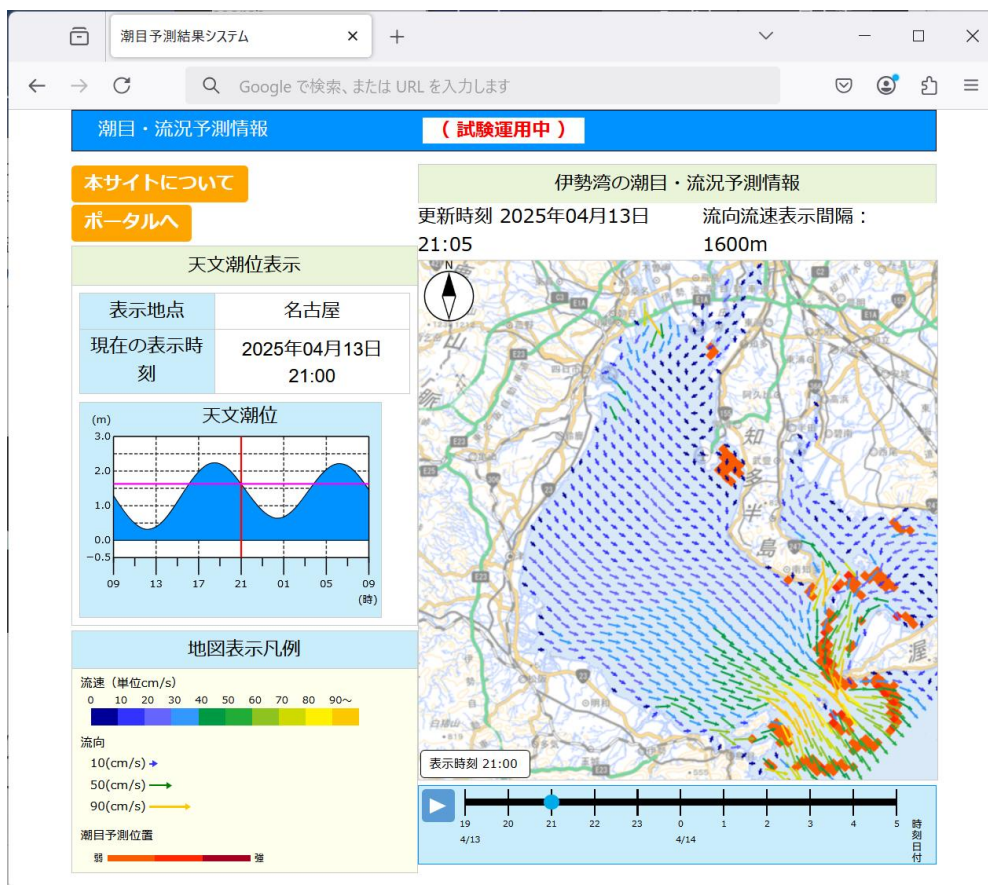 潮目予測結果システム
Google で検索、または URL を入力します
潮目・流況予測情報
( 試験運用中 )
本サイトについて
ポータルへ
天文潮位表示
表示地点
名古屋
現在の表示時
刻
2025年04月13日
21:00
天文潮位
(m)
3.0
2.0
1.0
0.0
−0.5
09 13 17 21 01 05 09
(時)
地図表示凡例
流速（単位cm/s）
0 10 20 30 40 50 60 70 80 90～
流向
10(cm/s)
50(cm/s)
90(cm/s)
潮目予測位置
弱 強
伊勢湾の潮目・流況予測情報
更新時刻 2025年04月13日
21:05
流向流速表示間隔：
1600m
N
C3
E1A
C2
E1A
E23
E23
E25
E23
E23
23
知
多
半
島
渥
表示時刻 21:00
19 20 21 22 23 0 1 2 3 4 5
4/13 4/14
時
刻
日
付